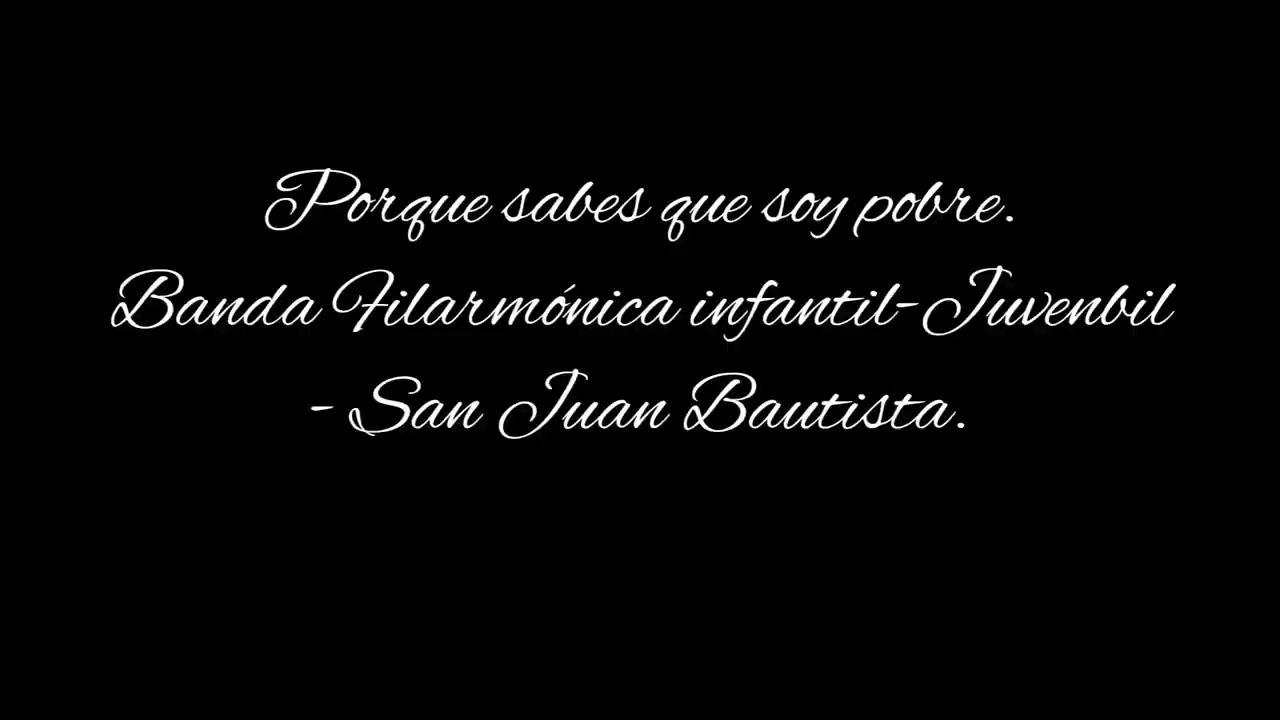 Porque sabes que soy pobre.
Banda Filarmónica infantil-Juvenbil
- San Juan Bautista.